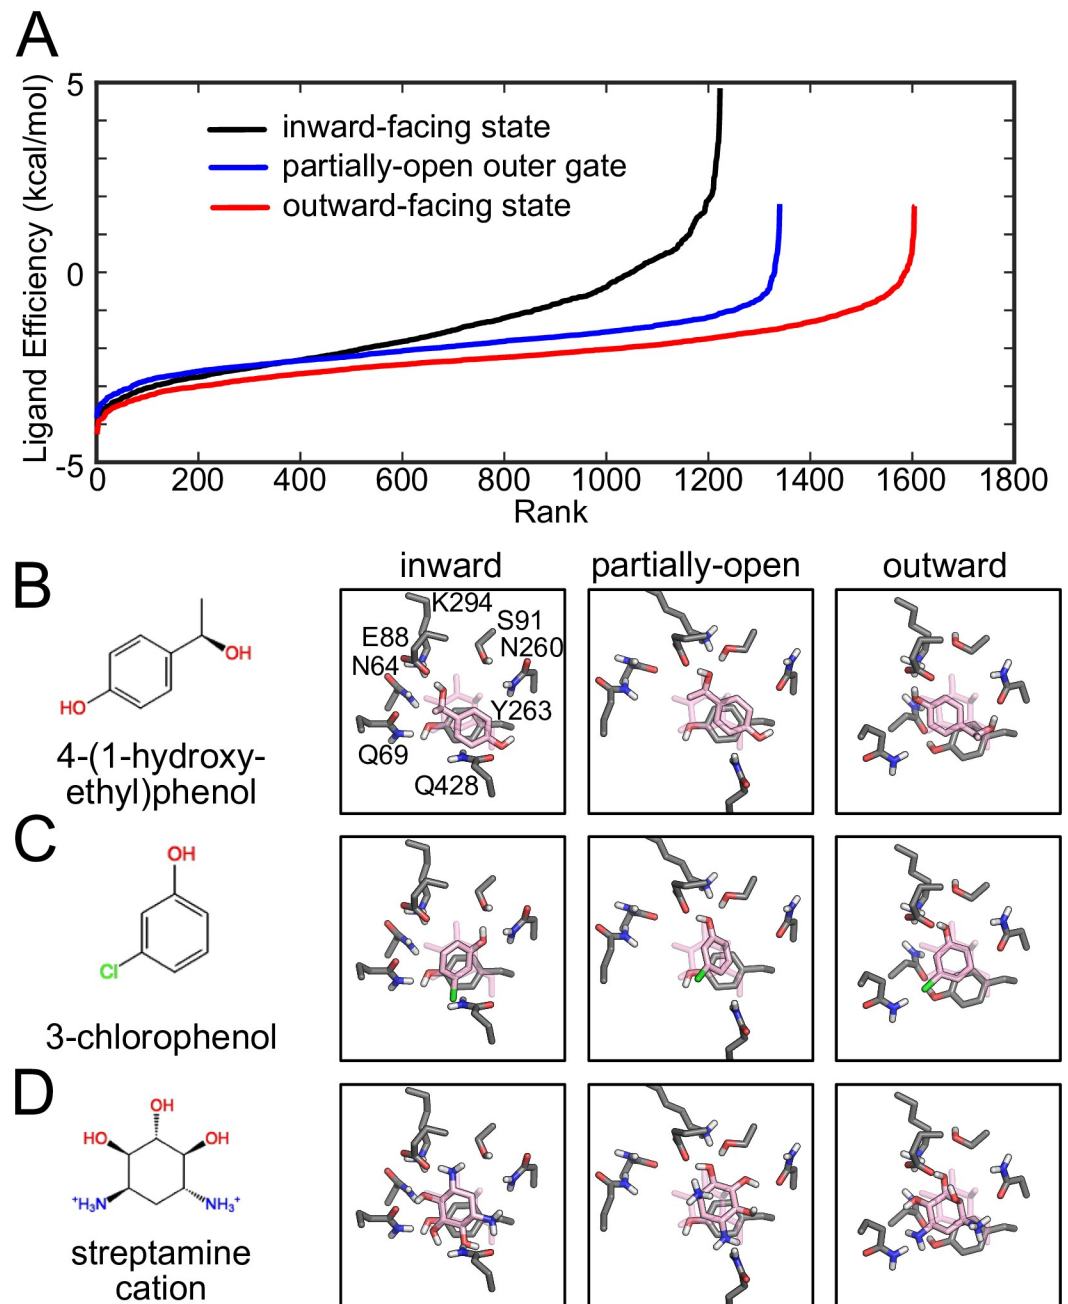 A
Ligand Efficiency (kcal/mol)
5
0
-5
inward-facing state
partially-open outer gate
outward-facing state
0 200 400 600 800 1000 1200 1400 1600 1800
Rank
inward partially-open outward
B
OH
HO
4-(1-hydroxy-
ethyl)phenol
K294
S91
E88
N260
N64
Y263
Q69
Q428
C
OH
Cl
3-chlorophenol
D
OH
HO OH
⁺H₃N NH₃⁺
streptamine
cation